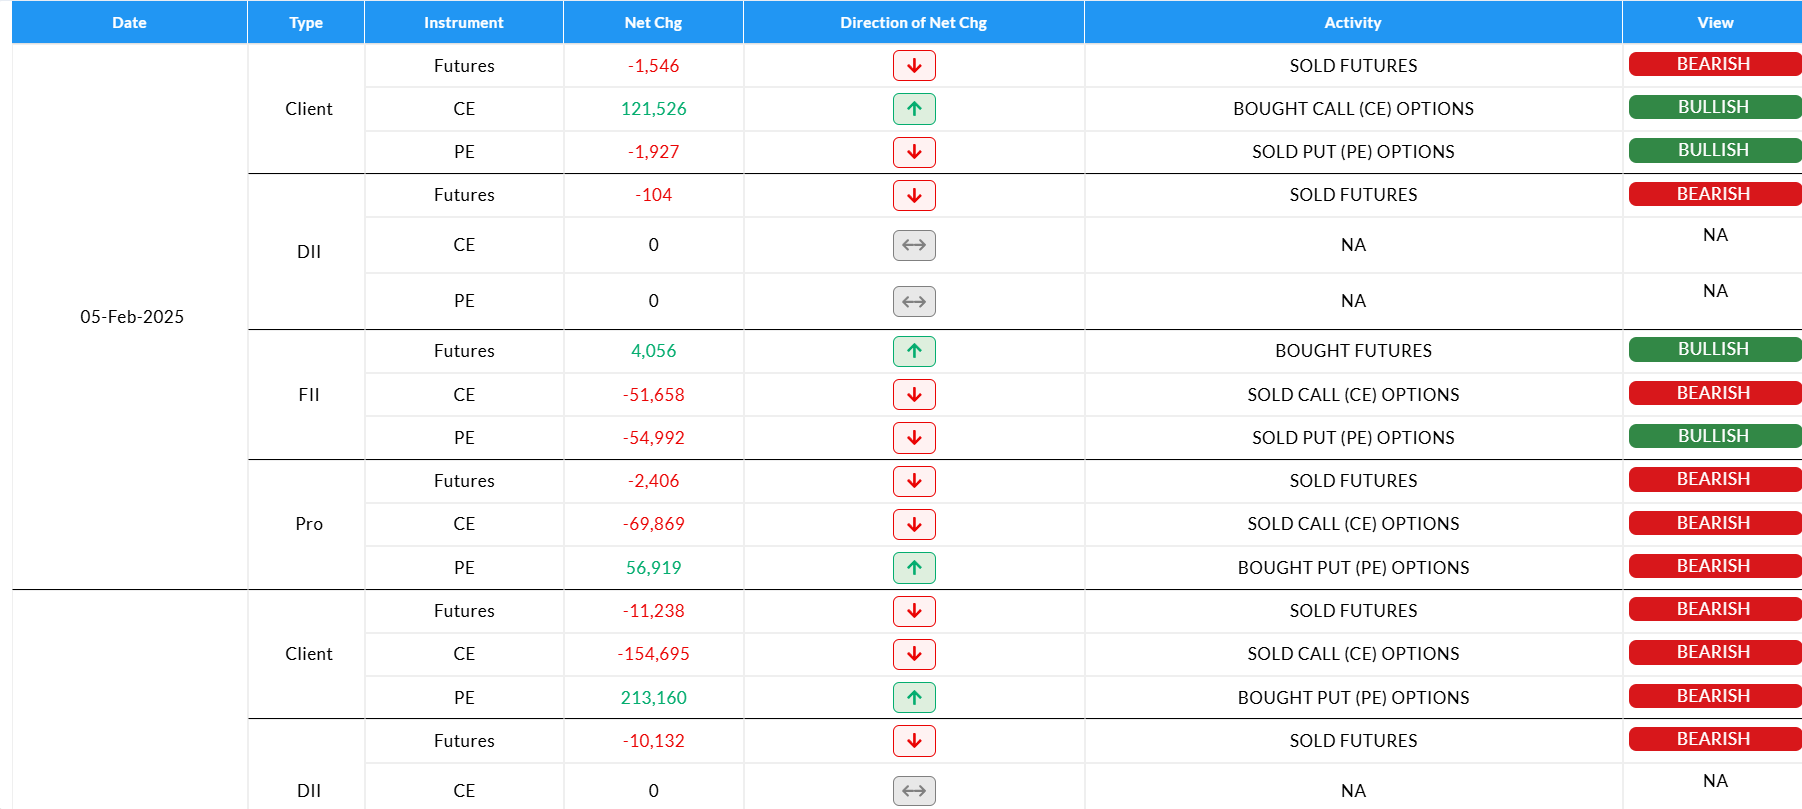 Date Type Instrument Net Chg Direction of Net Chg Activity View
Futures -1,546 SOLD FUTURES BEARISH
Client CE 121,526 BOUGHT CALL (CE) OPTIONS BULLISH
PE -1,927 SOLD PUT (PE) OPTIONS BULLISH
Futures -104 SOLD FUTURES BEARISH
DII CE 0 NA NA
PE 0 NA NA
05-Feb-2025
Futures 4,056 BOUGHT FUTURES BULLISH
FII CE -51,658 SOLD CALL (CE) OPTIONS BEARISH
PE -54,992 SOLD PUT (PE) OPTIONS BULLISH
Futures -2,406 SOLD FUTURES BEARISH
Pro CE -69,869 SOLD CALL (CE) OPTIONS BEARISH
PE 56,919 BOUGHT PUT (PE) OPTIONS BEARISH
Futures -11,238 SOLD FUTURES BEARISH
Client CE -154,695 SOLD CALL (CE) OPTIONS BEARISH
PE 213,160 BOUGHT PUT (PE) OPTIONS BEARISH
Futures -10,132 SOLD FUTURES BEARISH
DII CE 0 NA NA